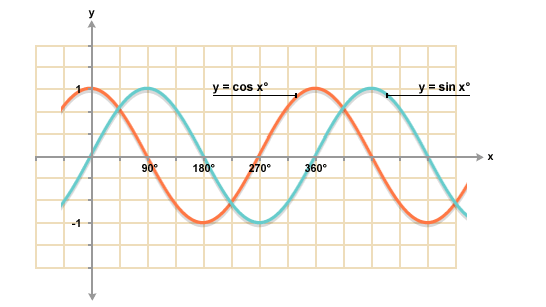 y
1
y = cos x°
y = sin x°
x
90°
180°
270°
360°
-1